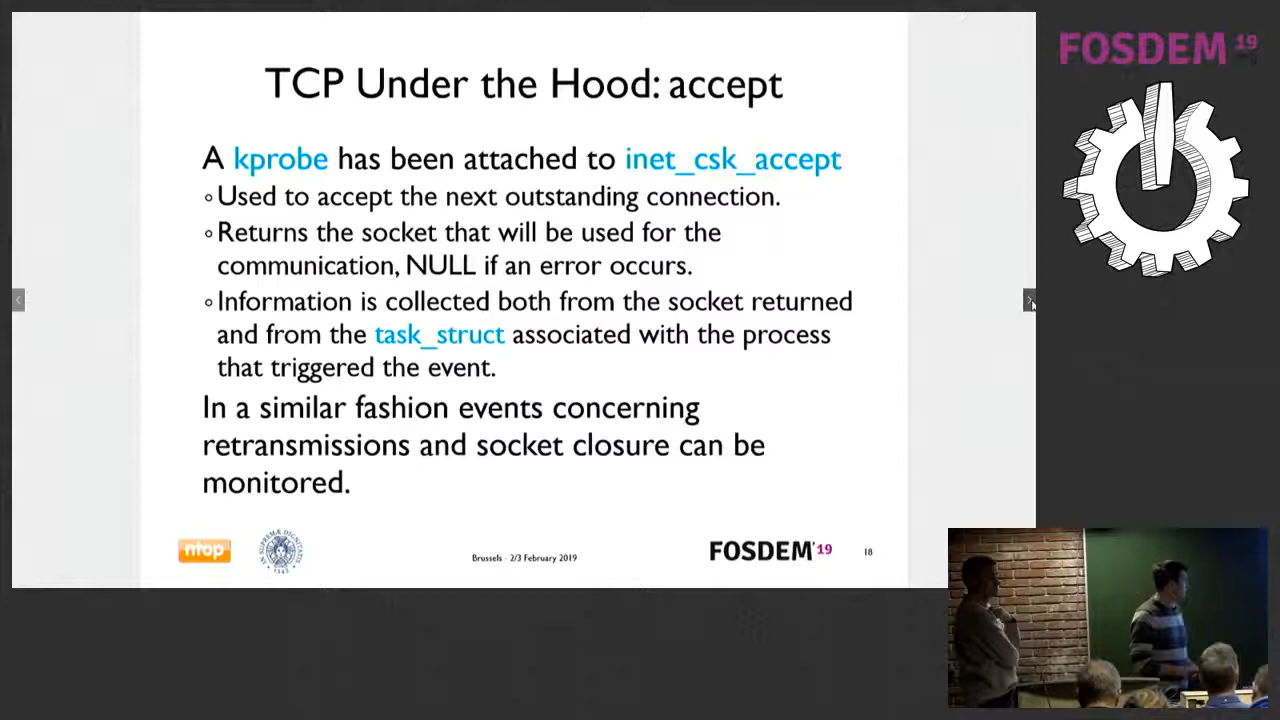 TCP Under the Hood: accept
A kprobe has been attached to inet_csk_accept
◦Used to accept the next outstanding connection.
◦Returns the socket that will be used for the
communication, NULL if an error occurs.
◦Information is collected both from the socket returned
and from the task_struct associated with the process
that triggered the event.
In a similar fashion events concerning
retransmissions and socket closure can be
monitored.
ntop
Brussels - 2/3 February 2019
FOSDEM'19
18
FOSDEM 19